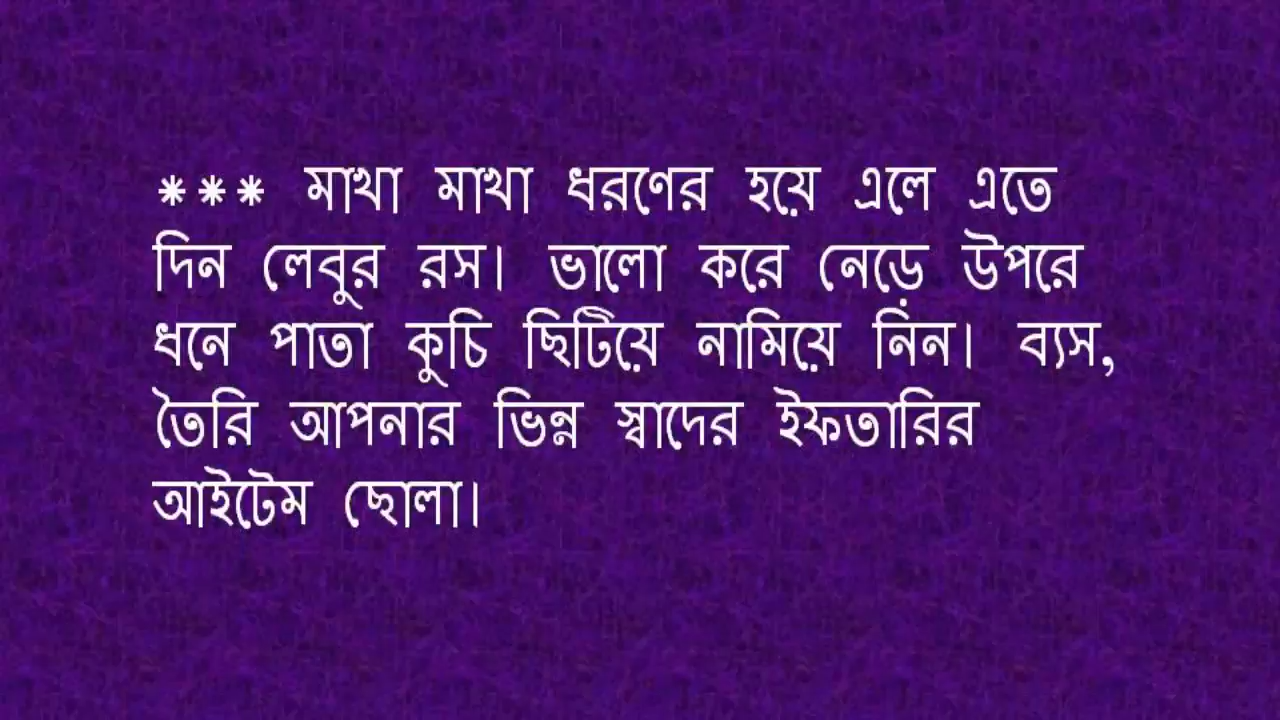 *** মাখা মাখা ধরণের হয়ে এলে এতে
দিন লেবুর রস। ভালো করে নেড়ে উপরে
ধনে পাতা কুচি ছিটিয়ে নামিয়ে নিন। ব্যস,
তৈরি আপনার ভিন্ন স্বাদের ইফতারির
আইটেম ছোলা।